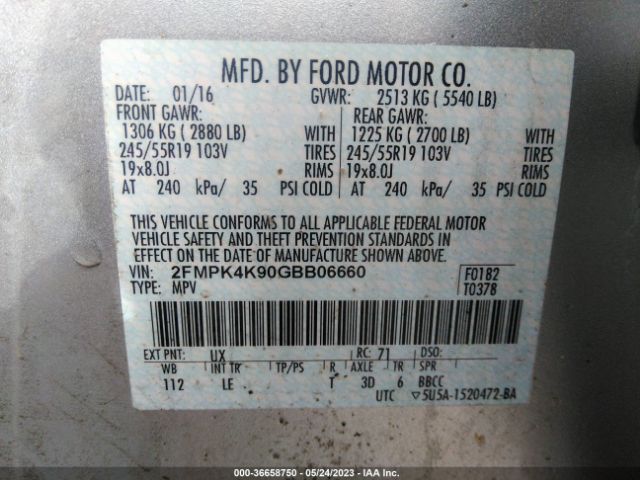 MFD. BY FORD MOTOR CO.
DATE: 01/16 GVWR: 2513 KG ( 5540 LB)
FRONT GAWR: REAR GAWR:
1306 KG ( 2880 LB) WITH 1225 KG ( 2700 LB) WITH
245/55R19 103V TIRES 245/55R19 103V TIRES
19x8.0J RIMS 19x8.0J RIMS
AT 240 kPa/ 35 PSI COLD AT 240 kPa/ 35 PSI COLD
THIS VEHICLE CONFORMS TO ALL APPLICABLE FEDERAL MOTOR
VEHICLE SAFETY AND THEFT PREVENTION STANDARDS IN
EFFECT ON THE DATE OF MANUFACTURE SHOWN ABOVE.
VIN: 2FMPK4K90GBB06660 F0182
TYPE: MPV T0378
EXT PNT: UX RC: 71 DSO:
WB INT TR TP/PS R AXLE TR SPR
112 LE T 3D 6 BBCC
UTC ▽5U5A-1520472-BA
000-36658750 - 05/24/2023 - IAA Inc.